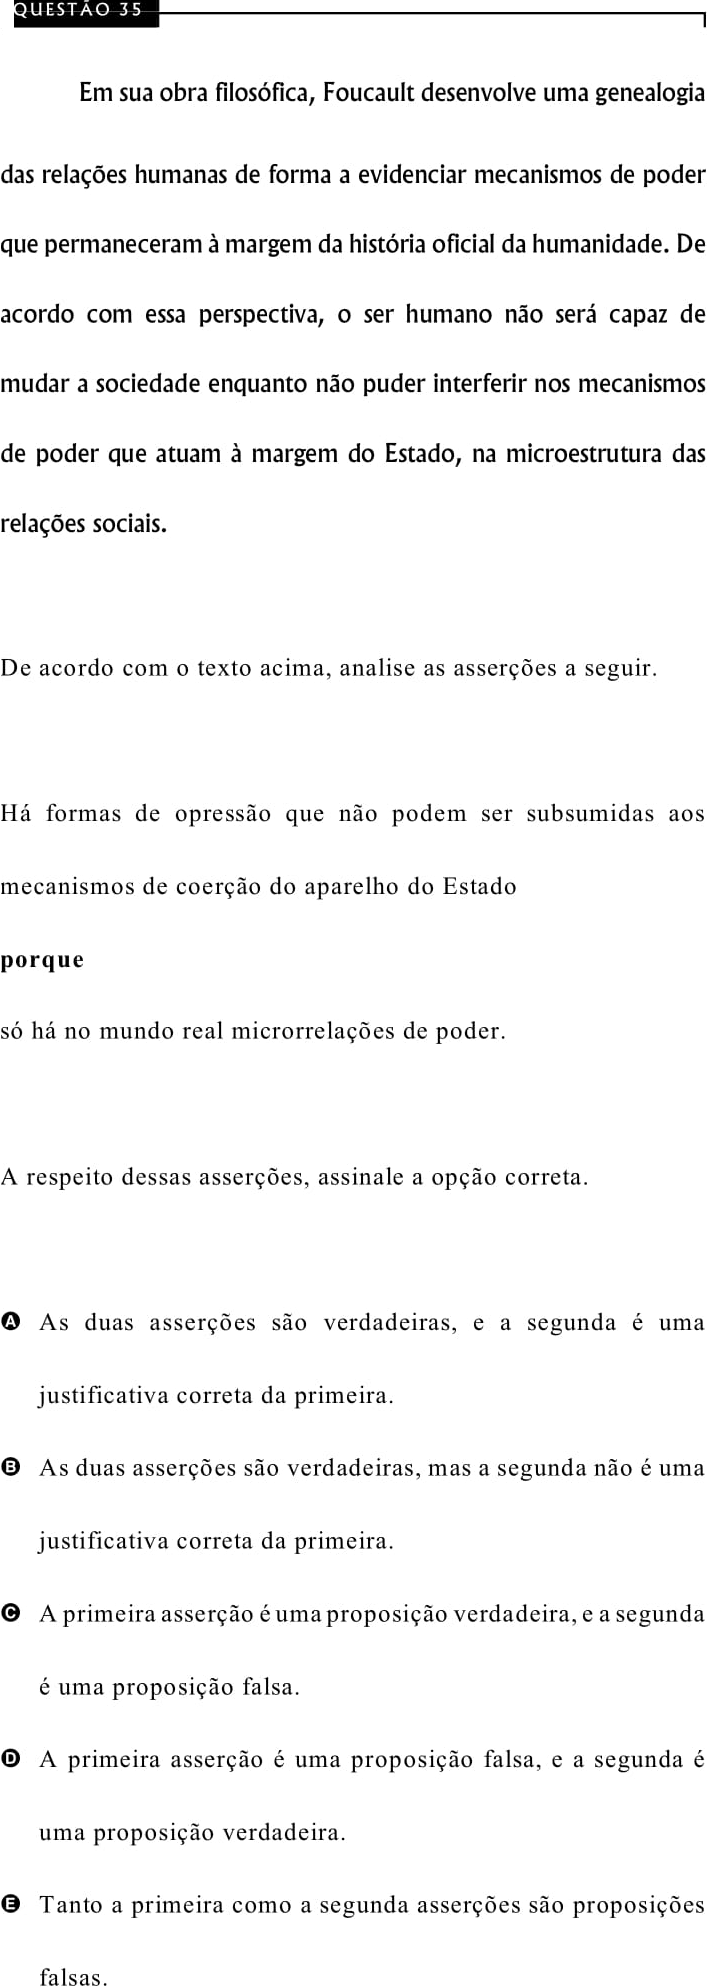 QUESTÃO 35
Em sua obra filosófica, Foucault desenvolve uma genealogia
das relações humanas de forma a evidenciar mecanismos de poder
que permaneceram à margem da história oficial da humanidade. De
acordo com essa perspectiva, o ser humano não será capaz de
mudar a sociedade enquanto não puder interferir nos mecanismos
de poder que atuam à margem do Estado, na microestrutura das
relações sociais.
De acordo com o texto acima, analise as asserções a seguir.
Há formas de opressão que não podem ser subsumidas aos
mecanismos de coerção do aparelho do Estado
porque
só há no mundo real microrrelações de poder.
A respeito dessas asserções, assinale a opção correta.
A As duas asserções são verdadeiras, e a segunda é uma
justificativa correta da primeira.
B As duas asserções são verdadeiras, mas a segunda não é uma
justificativa correta da primeira.
C A primeira asserção é uma proposição verdadeira, e a segunda
é uma proposição falsa.
D A primeira asserção é uma proposição falsa, e a segunda é
uma proposição verdadeira.
E Tanto a primeira como a segunda asserções são proposições
falsas.